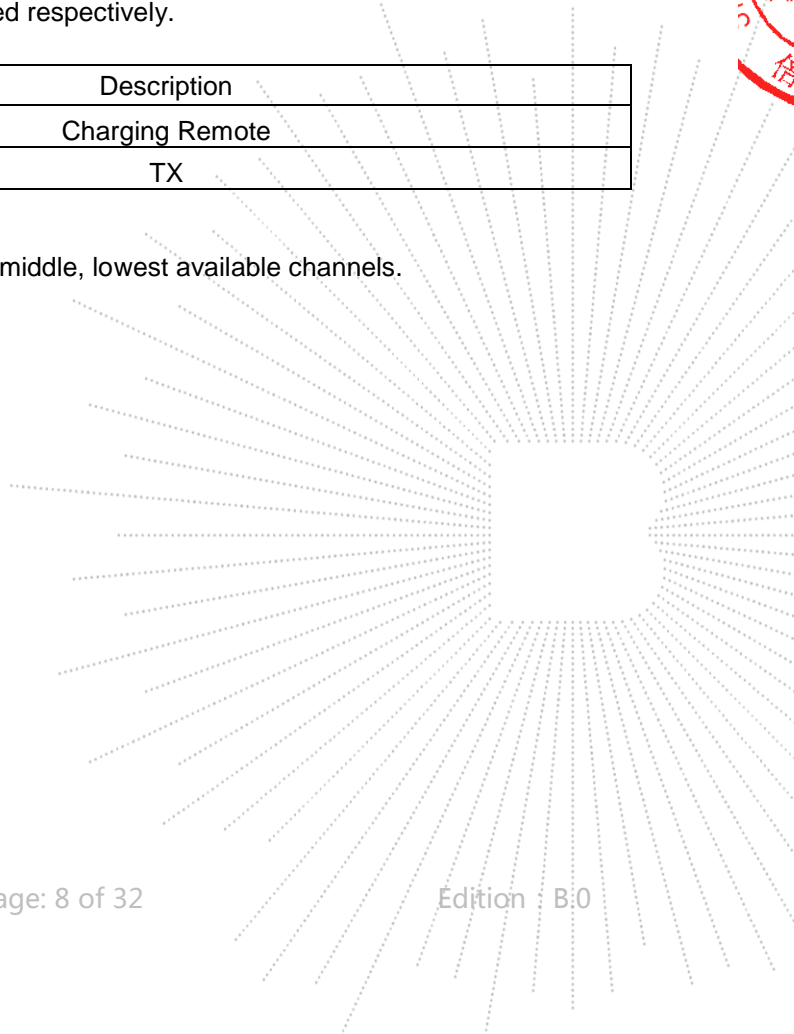 ed respectively.
Description
Charging Remote
TX
middle, lowest available channels.
age: 8 of 32 Edition : B.0